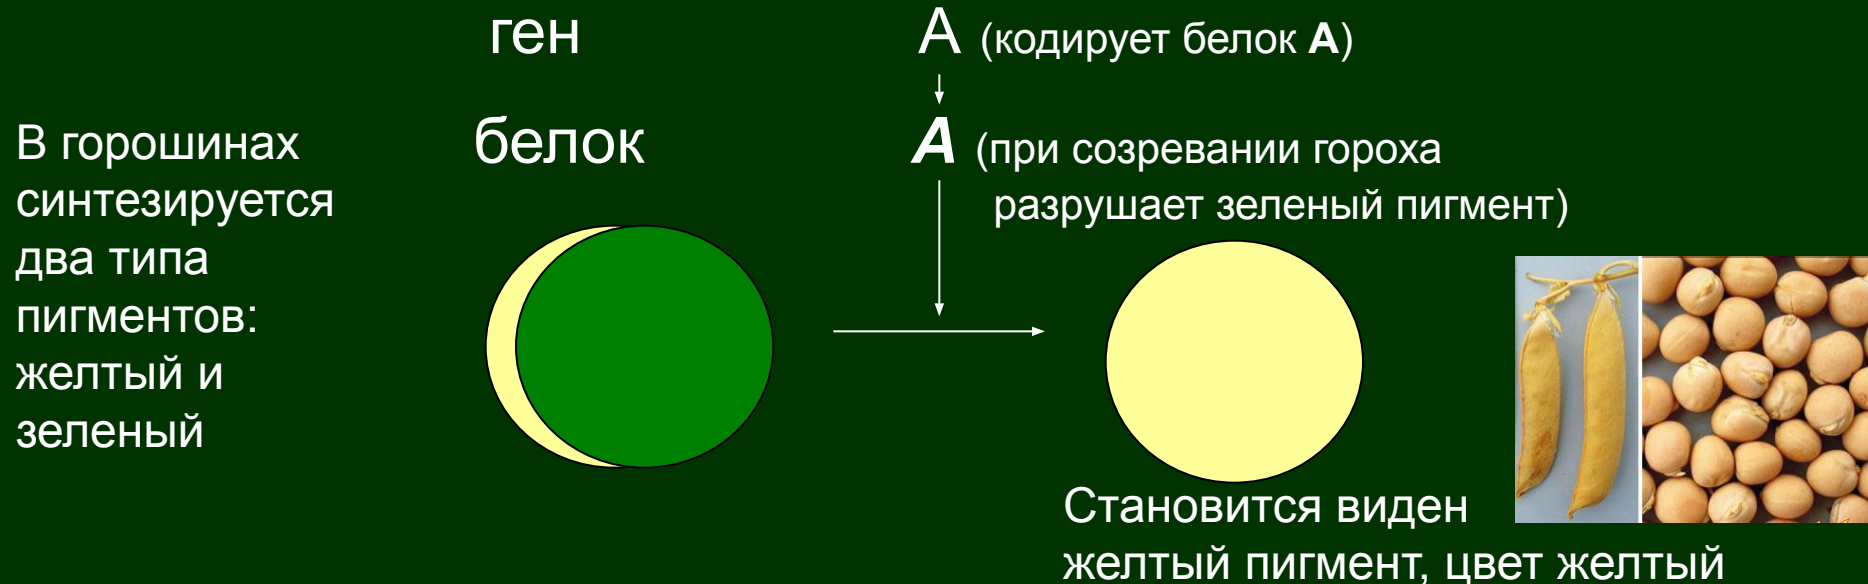 ген
А (кодирует белок А)
белок
А (при созревании гороха
разрушает зеленый пигмент)
В горошинах
синтезируется
два типа
пигментов:
желтый и
зеленый
Становится виден
желтый пигмент, цвет желтый